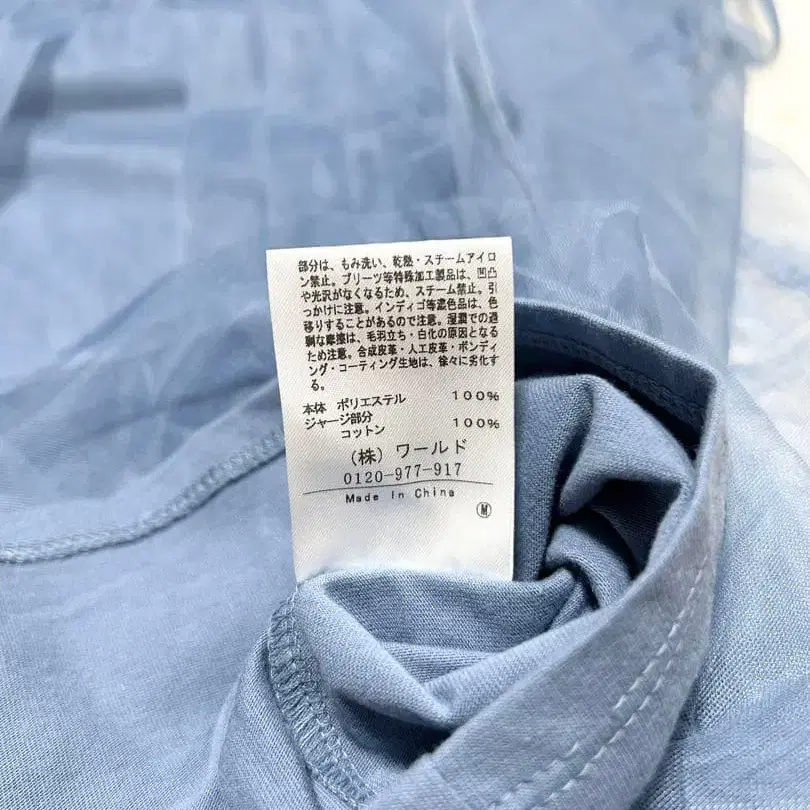 部分は、もみ洗い、乾燥・スチームアイロ
ン禁止。プリーツ等特殊加工製品は、凹凸
や光沢がなくなるため、スチーム禁止。引
っかけに注意。インディゴ等濃色品は、色
移りすることがあるので注意。湿潤での過
剰な摩擦は、毛羽立ち・白化の原因となる
ため注意。合成皮革・人工皮革・ボンディ
ング・コーティング生地は、徐々に劣化す
る。
本体 ポリエステル 100%
ジャージ部分
コットン 100%
(株)ワールド
0120-977-917
Made In China
M